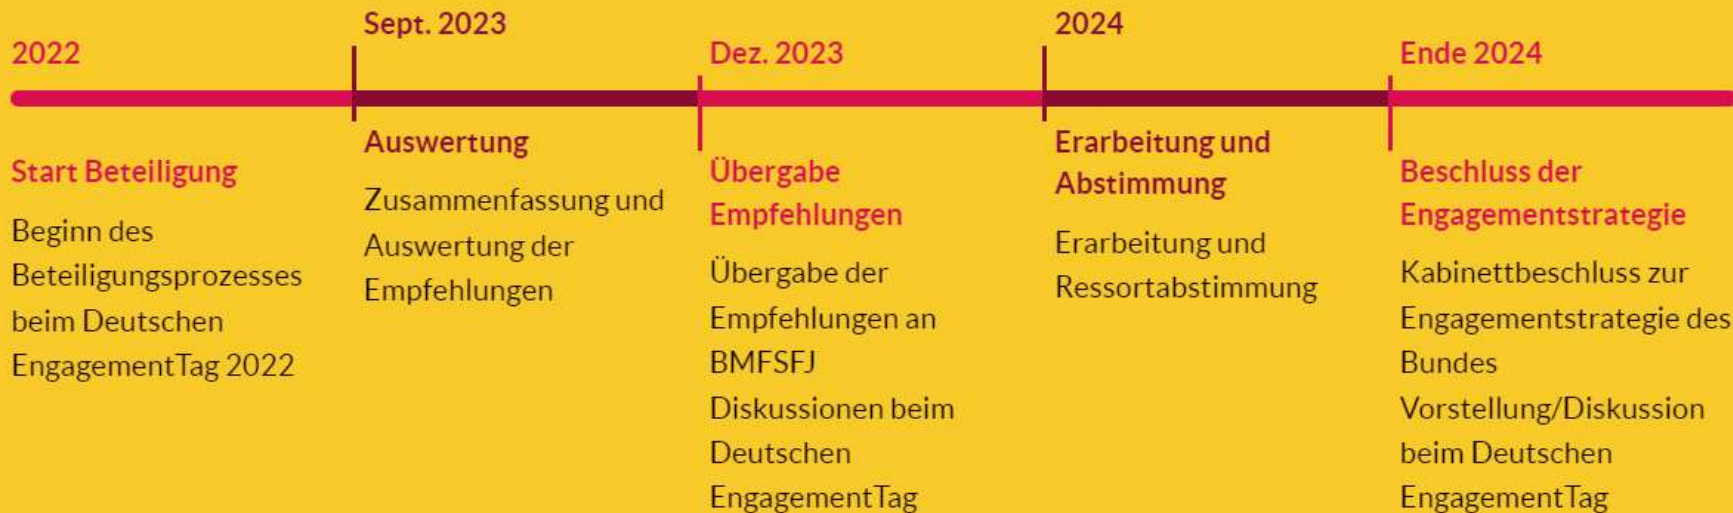 2022
Start Beteiligung
Beginn des
Beteiligungsprozesses
beim Deutschen
EngagementTag 2022
Sept. 2023
Auswertung
Zusammenfassung und
Auswertung der
Empfehlungen
Dez. 2023
Übergabe
Empfehlungen
Übergabe der
Empfehlungen an
BMFSFJ
Diskussionen beim
Deutschen
EngagementTag
2024
Erarbeitung und
Abstimmung
Erarbeitung und
Ressortabstimmung
Ende 2024
Beschluss der
Engagementstrategie
Kabinettbeschluss zur
Engagementstrategie des
Bundes
Vorstellung/Diskussion
beim Deutschen
EngagementTag